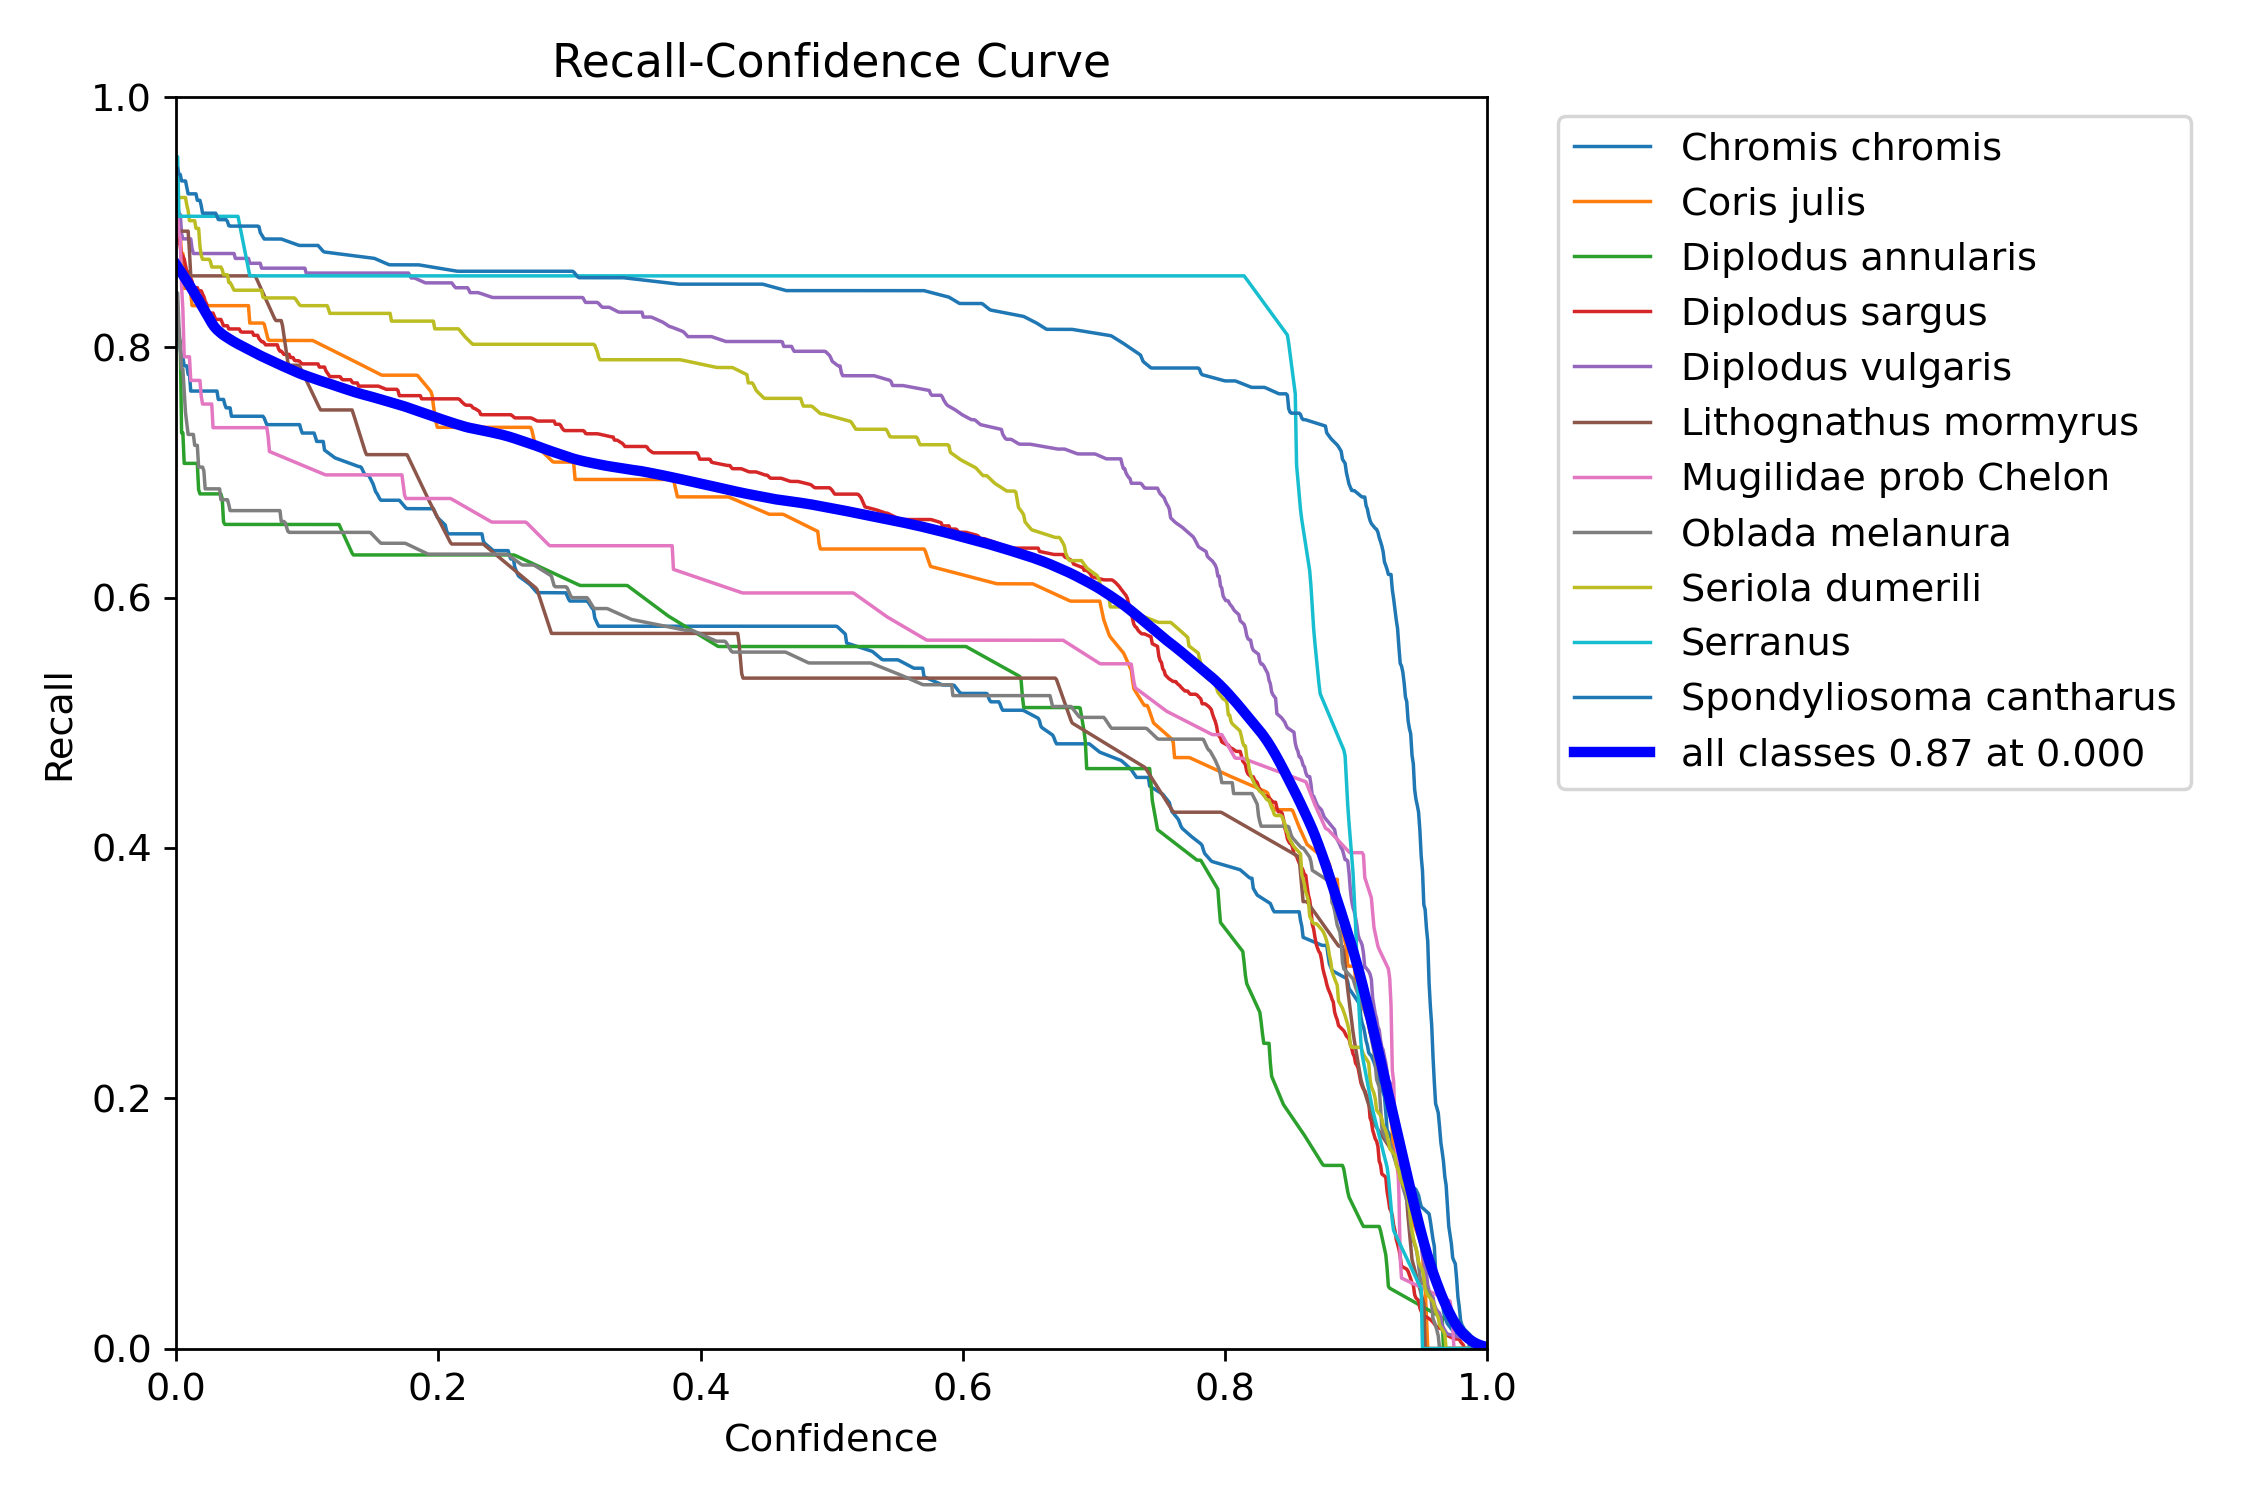 Recall-Confidence Curve
1.0
0.8
0.6
0.4
0.2
0.0
Recall
0.0 0.2 0.4 0.6 0.8 1.0
Confidence
Chromis chromis
Coris julis
Diplodus annularis
Diplodus sargus
Diplodus vulgaris
Lithognathus mormyrus
Mugilidae prob Chelon
Oblada melanura
Seriola dumerili
Serranus
Spondyliosoma cantharus
all classes 0.87 at 0.000